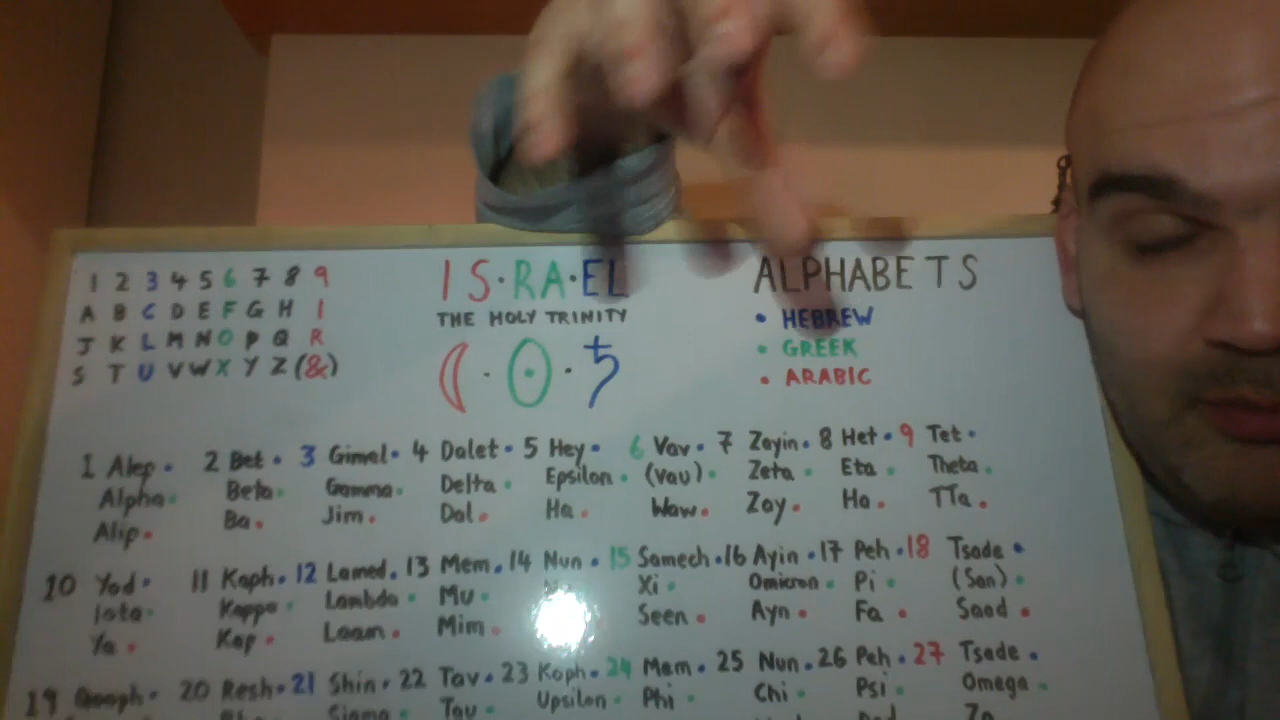 1 2 3 4 5 6 7 8 9
A B C D E F G H I
J K L M N O P Q R
S T U V W X Y Z (&)
IS·RA·EL
THE HOLY TRINITY
ALPHABETS
• HEBREW
• GREEK
• ARABIC
1 Alep • 2 Bet • 3 Gimel • 4 Dalet • 5 Hey • 6 Vav • 7 Zayin • 8 Het • 9 Tet •
Alpha • Beta • Gamma • Delta • Epsilon • (Vau) • Zeta • Eta • Theta •
Alip • Ba • Jim • Dal • Ha • Waw • Zay • Ha • TTa •
10 Yod • 11 Kaph • 12 Lamed • 13 Mem • 14 Nun • 15 Samech • 16 Ayin • 17 Peh • 18 Tsade •
Iota • Kappa • Lambda • Mu • Xi • Omicron • Pi • (San) •
Ya • Kap • Laam • Mim • Seen • Ayn • Fa • Saad •
19 20 Resh • 21 Shin • 22 Tav • 23 Koph • 24 Mem • 25 Nun • 26 Peh • 27 Tsade •
Sigma • Tau • Upsilon • Phi • Chi • Psi • Omega •